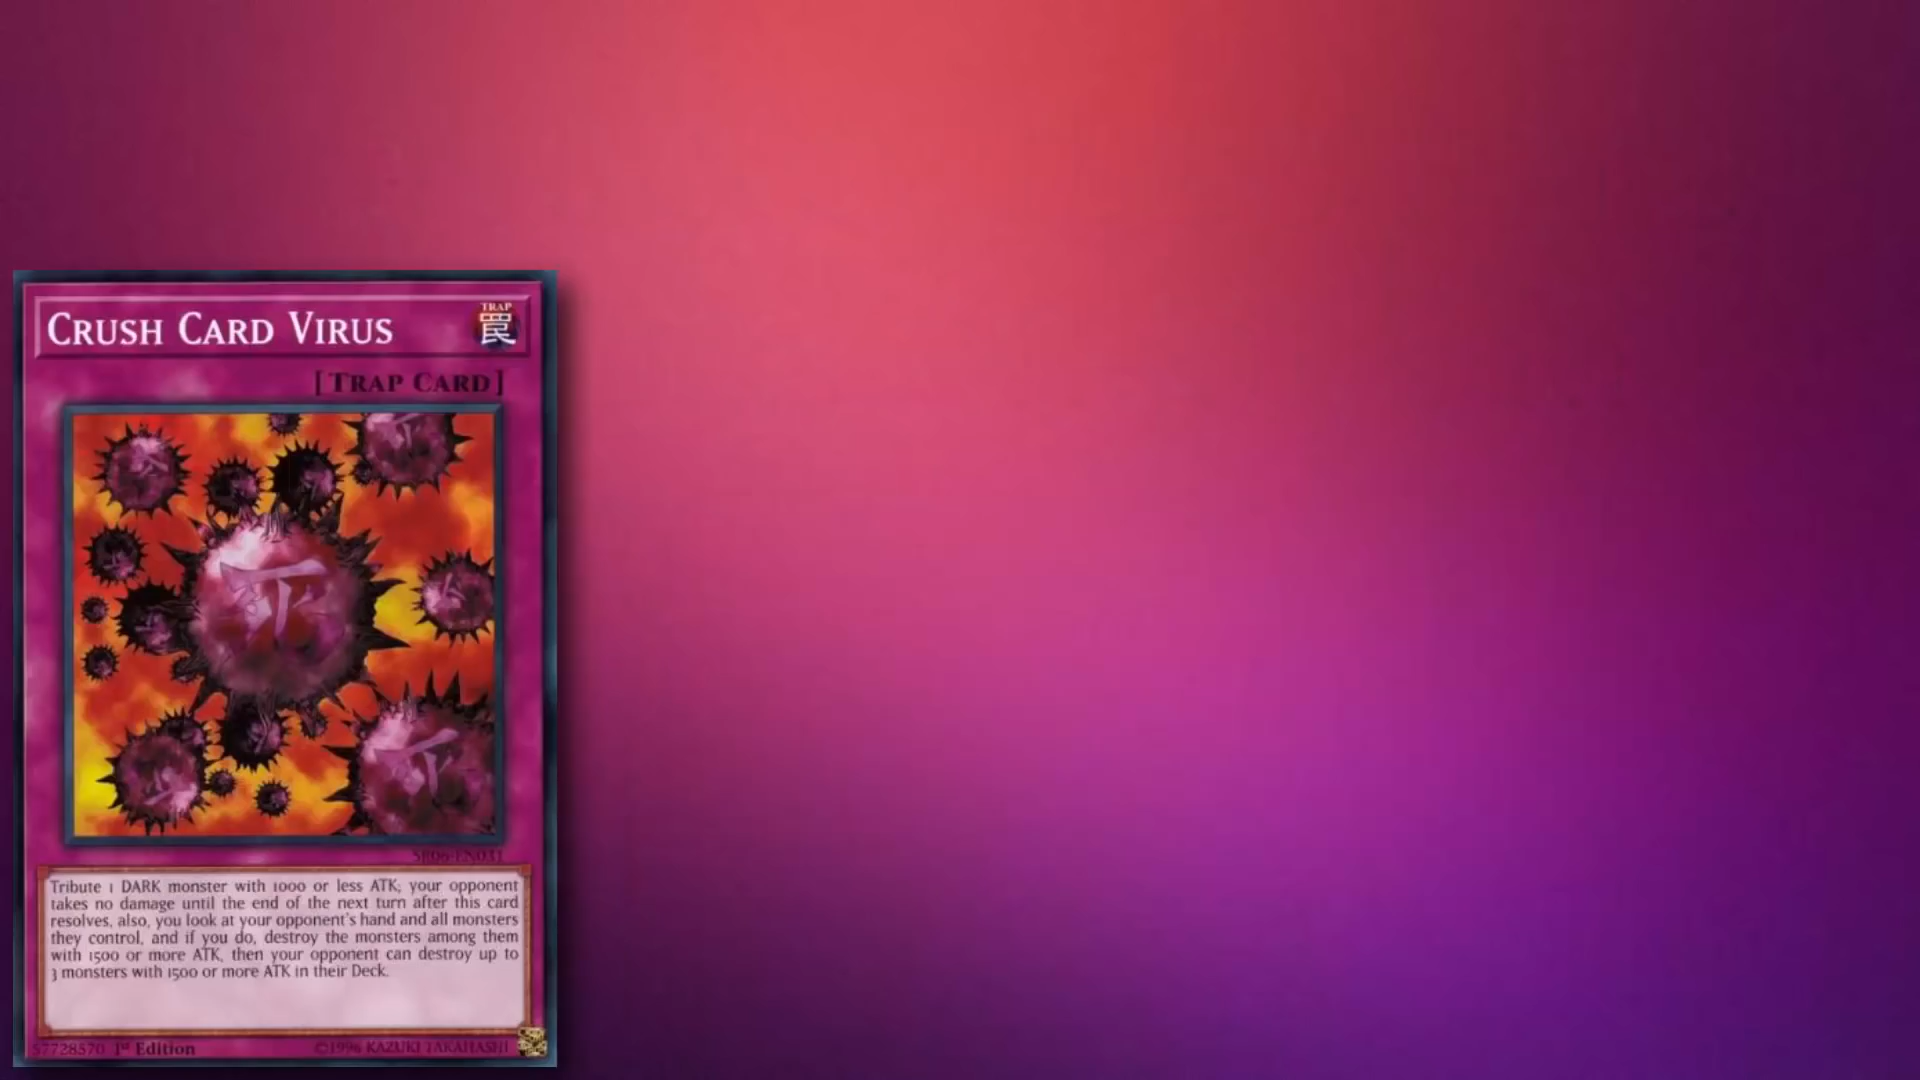 CRUSH CARD VIRUS
TRAP
罠
[TRAP CARD]
死
SR06-EN031
Tribute 1 DARK monster with 1000 or less ATK; your opponent
takes no damage until the end of the next turn after this card
resolves, also, you look at your opponent's hand and all monsters
they control, and if you do, destroy the monsters among them
with 1500 or more ATK, then your opponent can destroy up to
3 monsters with 1500 or more ATK in their Deck.
57728570 1st Edition
©1996 KAZUKI TAKAHASHI